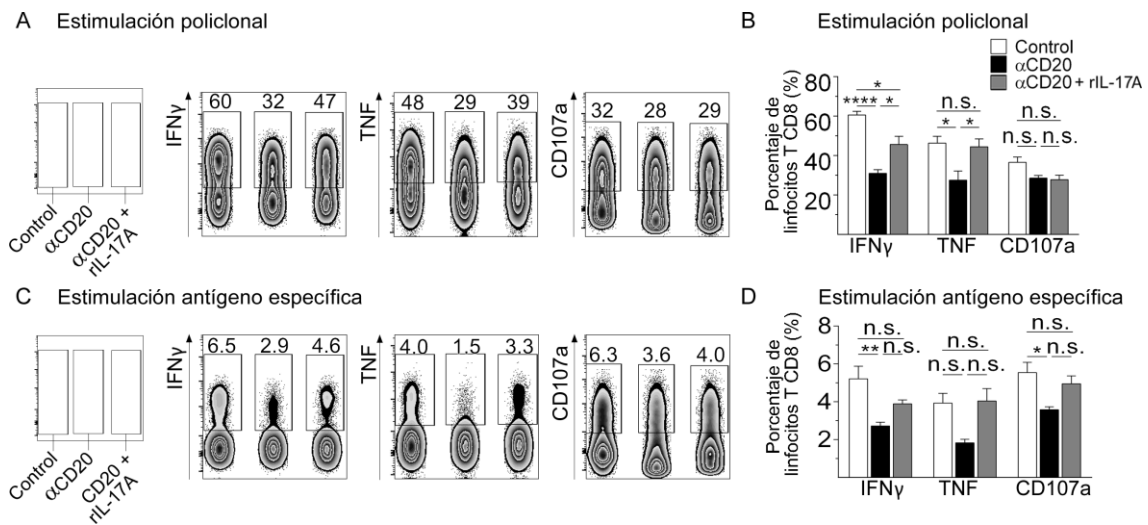 A Estimulación policlonal
Control
αCD20
αCD20 +
rIL-17A
IFNγ
60 32 47
TNF
48 29 39
CD107a
32 28 29
B Estimulación policlonal
Control
αCD20
αCD20 + rIL-17A
Porcentaje de
linfocitos T CD8 (%)
80
60
40
20
*
**** *
n.s.
* *
n.s.
n.s. n.s.
IFNγ TNF CD107a
C Estimulación antígeno específica
Control
αCD20
CD20 +
rIL-17A
IFNγ
6.5 2.9 4.6
TNF
4.0 1.5 3.3
CD107a
6.3 3.6 4.0
D Estimulación antígeno específica
Porcentaje de
linfocitos T CD8 (%)
8
6
4
2
n.s.
** n.s.
n.s.
n.s. n.s.
n.s.
* n.s.
IFNγ TNF CD107a